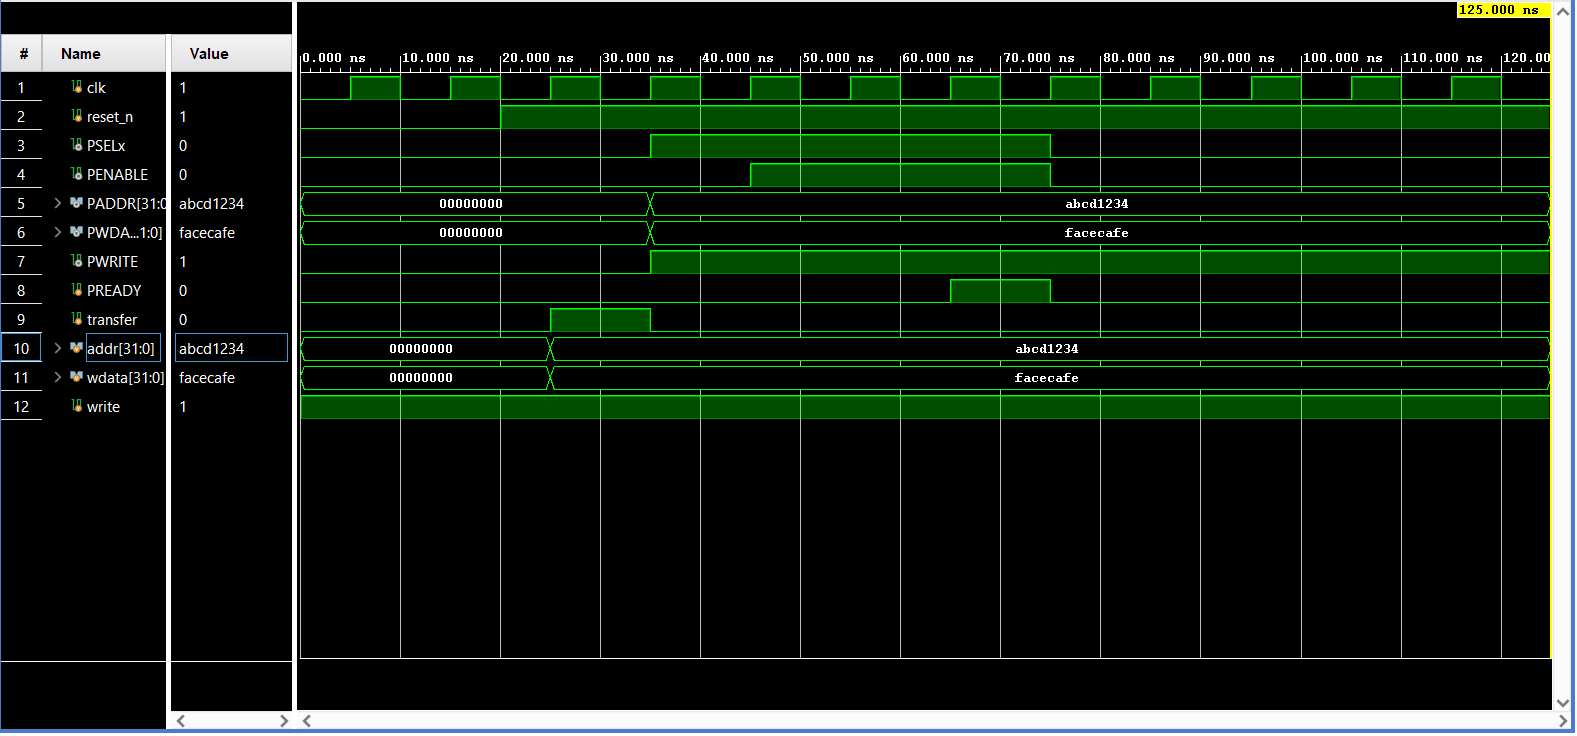 125.000 ns
# Name Value
0.000 ns 10.000 ns 20.000 ns 30.000 ns 40.000 ns 50.000 ns 60.000 ns 70.000 ns 80.000 ns 90.000 ns 100.000 ns 110.000 ns 120.00
1 clk 1
2 reset_n 1
3 PSELx 0
4 PENABLE 0
5 PADDR[31:0 abcd1234 00000000 abcd1234
6 PWDA...1:0] facecafe 00000000 facecafe
7 PWRITE 1
8 PREADY 0
9 transfer 0
10 addr[31:0] abcd1234 00000000 abcd1234
11 wdata[31:0] facecafe 00000000 facecafe
12 write 1